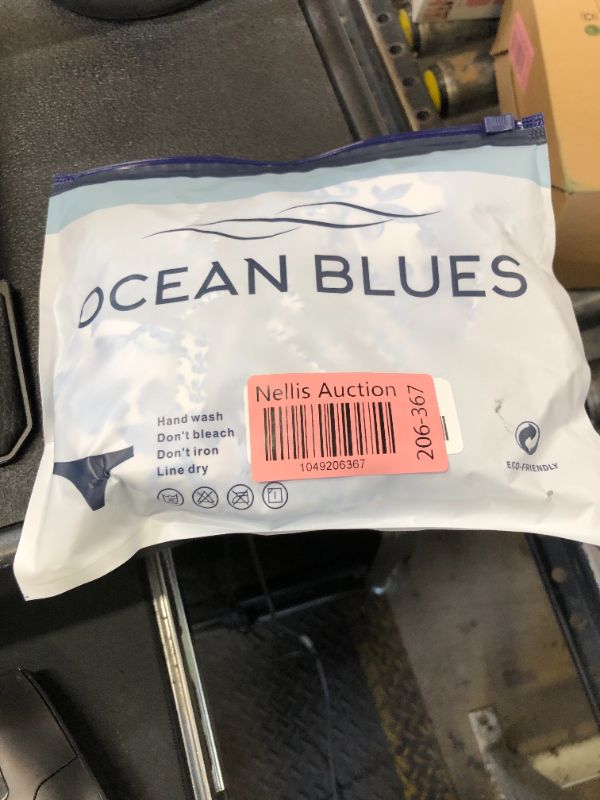 OCEAN BLUES
Nellis Auction
1049206367
206-367
Hand wash
Don't bleach
Don't iron
Line dry
ECO-FRIENDLY